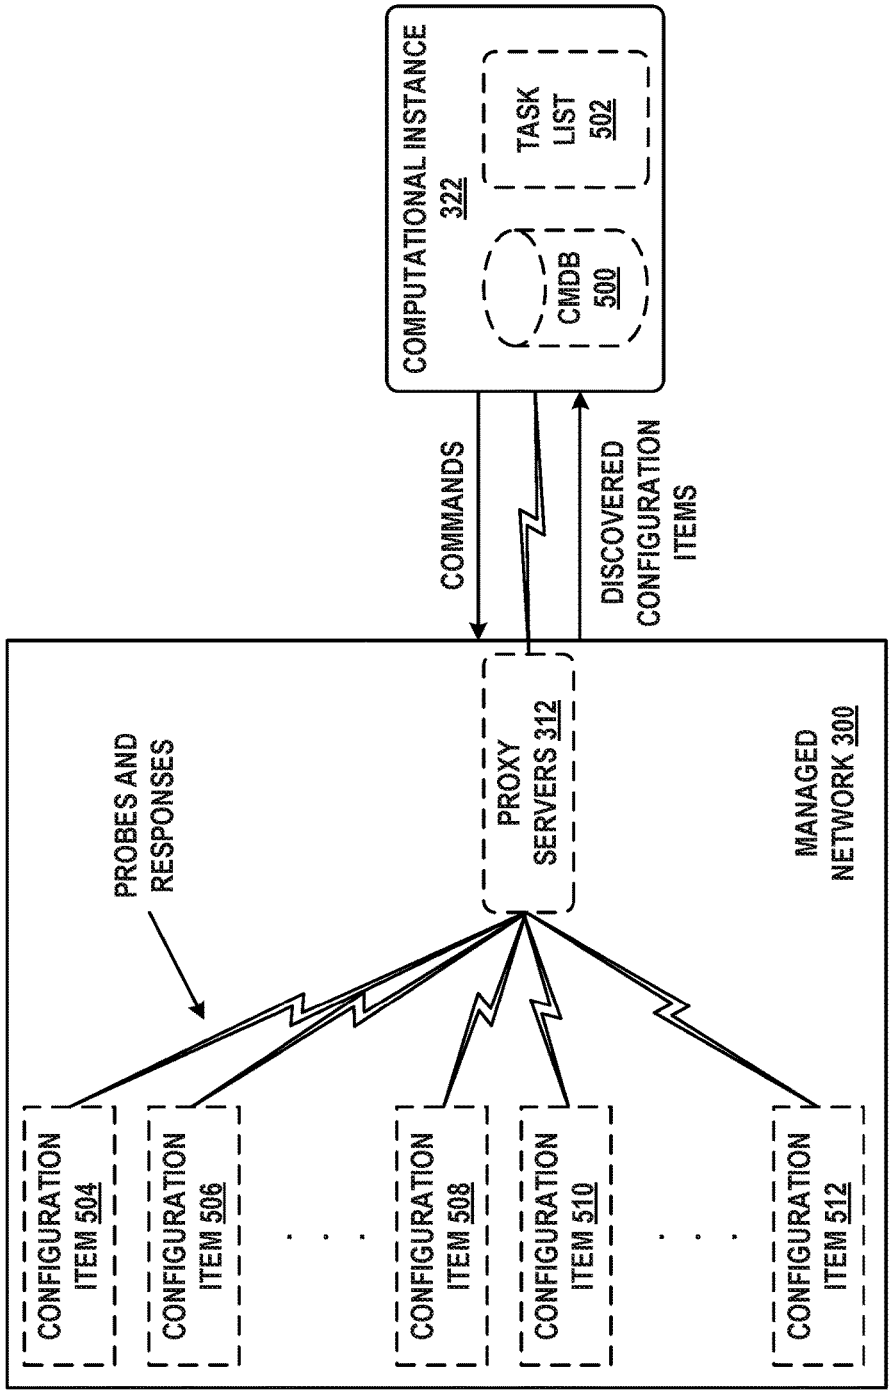 COMPUTATIONAL INSTANCE
322
CMDB
500
TASK
LIST
502
COMMANDS
DISCOVERED
CONFIGURATION
ITEMS
PROBES AND
RESPONSES
PROXY
SERVERS 312
MANAGED
NETWORK 300
CONFIGURATION
ITEM 504
CONFIGURATION
ITEM 506
. . .
CONFIGURATION
ITEM 508
CONFIGURATION
ITEM 510
. . .
CONFIGURATION
ITEM 512